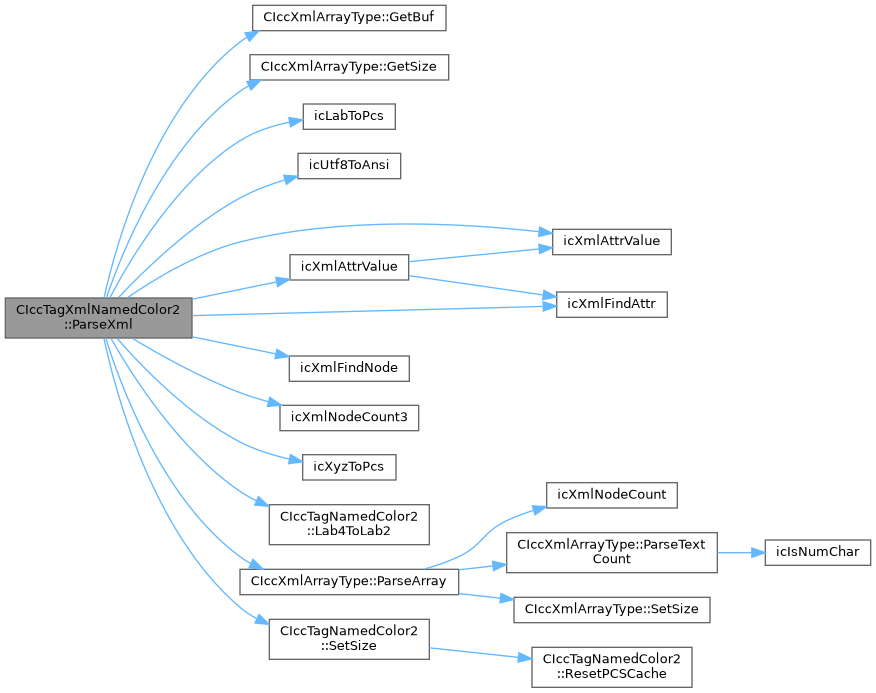 CIccXmlArrayType::GetBuf
CIccXmlArrayType::GetSize
icLabToPcs
icUtf8ToAnsi
icXmlAttrValue
icXmlAttrValue
icXmlFindAttr
CIccTagXmlNamedColor2
::ParseXml
icXmlFindNode
icXmlNodeCount3
icXyzToPcs
icXmlNodeCount
CIccTagNamedColor2
::Lab4ToLab2
CIccXmlArrayType::ParseText
Count
icIsNumChar
CIccXmlArrayType::ParseArray
CIccXmlArrayType::SetSize
CIccTagNamedColor2
::SetSize
CIccTagNamedColor2
::ResetPCSCache